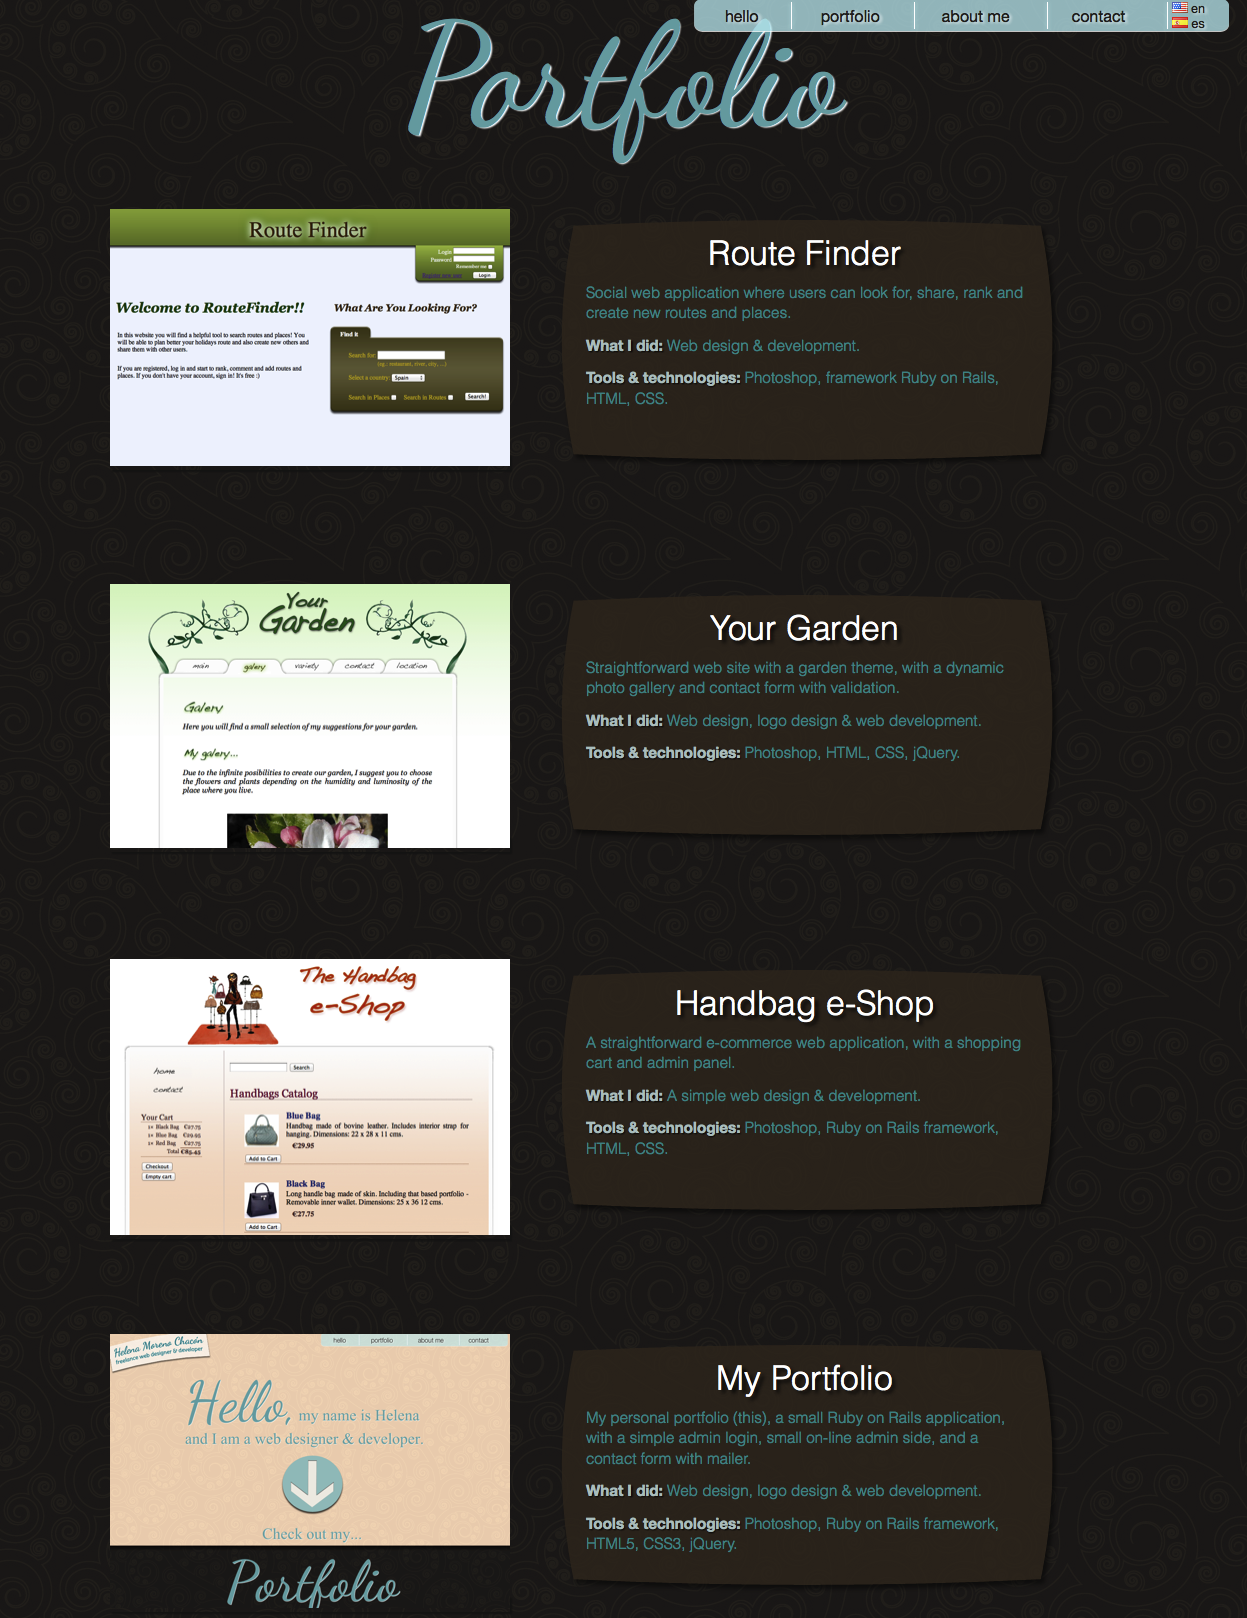 hello
portfolio
about me
contact
en
es
Portfolio
Route Finder
Login
Password
Remember me
Register new user
Login
Welcome to RouteFinder!!
In this website you will find a helpful tool to search routes and places! You
will be able to plan better your holidays route and also create new others and
share them with other users.
If you are registered, log in and start to rank, comment and add routes and
places. If you don't have your account, sign in! It's free :)
What Are You Looking For?
Find it
Search for:
Select a country: Spain
Search in Places
Search in Routes
Search!
Route Finder
Social web application where users can look for, share, rank and
create new routes and places.
What I did: Web design & development.
Tools & technologies: Photoshop, framework Ruby on Rails,
HTML, CSS.
Your
Garden
main
galery
variety
contact
location
Galery
Here you will find a small selection of my suggestions for your garden.
My galery...
Due to the infinite posibilities to create our garden, I suggest you to choose
the flowers and plants depending on the humidity and luminosity of the
place where you live.
Your Garden
Straightforward web site with a garden theme, with a dynamic
photo gallery and contact form with validation.
What I did: Web design, logo design & web development.
Tools & technologies: Photoshop, HTML, CSS, jQuery.
The Handbag
e-Shop
home
contact
Your Cart
1× Black Bag €27.75
1× Blue Bag €29.95
1× Red Bag €27.75
Total €85.45
Checkout
Empty cart
Search
Handbags Catalog
Blue Bag
Handbag made of bovine leather. Includes interior strap for
hanging. Dimensions: 22 x 28 x 11 cms.
€29.95
Add to Cart
Black Bag
Long handle bag made of skin. Including that based portfolio -
Removable inner wallet. Dimensions: 25 x 36 12 cms.
€27.75
Add to Cart
Handbag e-Shop
A straightforward e-commerce web application, with a shopping
cart and admin panel.
What I did: A simple web design & development.
Tools & technologies: Photoshop, Ruby on Rails framework,
HTML, CSS.
Helena Moreno Chacón
freelance web designer & developer
hello
portfolio
about me
contact
Hello, my name is Helena
and I am a web designer & developer.
Check out my...
Portfolio
My Portfolio
My personal portfolio (this), a small Ruby on Rails application,
with a simple admin login, small on-line admin side, and a
contact form with mailer.
What I did: Web design, logo design & web development.
Tools & technologies: Photoshop, Ruby on Rails framework,
HTML5, CSS3, jQuery.